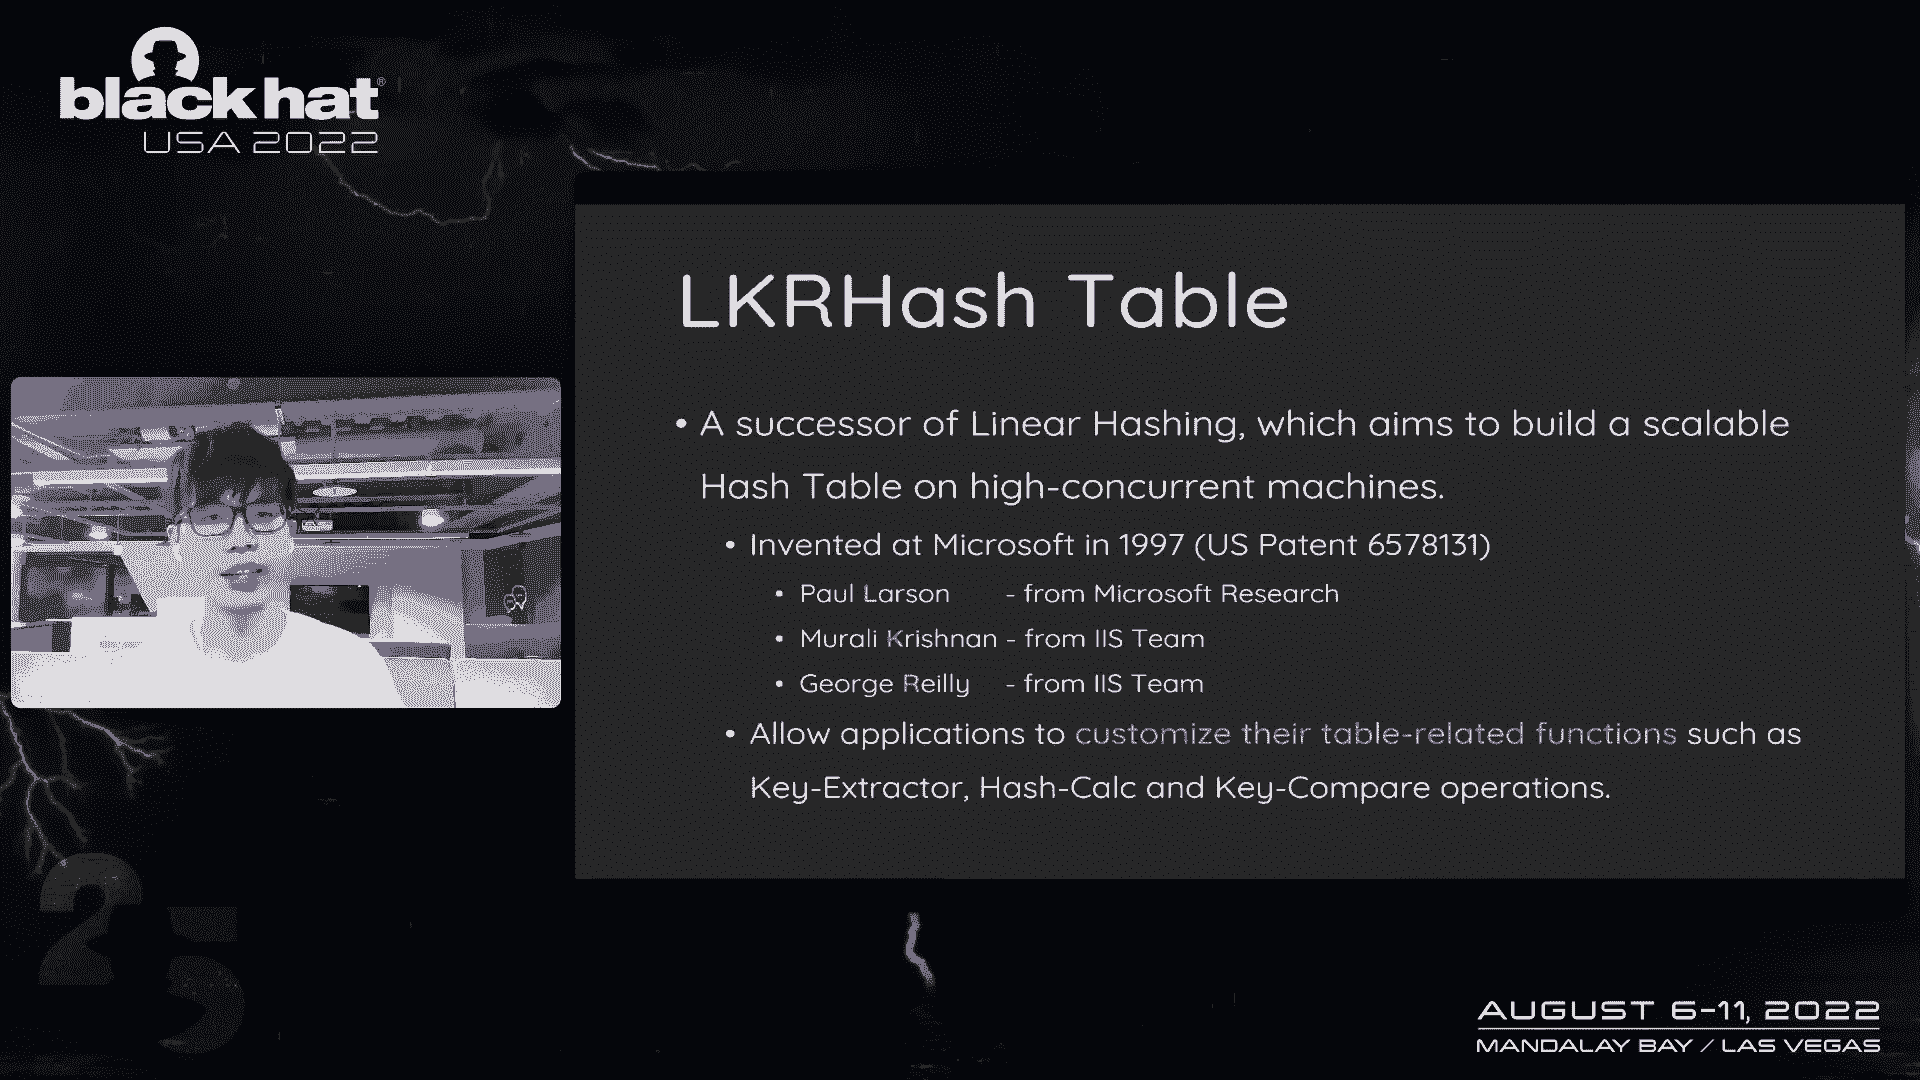 black hat®
USA 2022
LKRHash Table
• A successor of Linear Hashing, which aims to build a scalable
Hash Table on high-concurrent machines.
• Invented at Microsoft in 1997 (US Patent 6578131)
• Paul Larson - from Microsoft Research
• Murali Krishnan - from IIS Team
• George Reilly - from IIS Team
• Allow applications to customize their table-related functions such as
Key-Extractor, Hash-Calc and Key-Compare operations.
25
AUGUST 6-11, 2022
MANDALAY BAY / LAS VEGAS